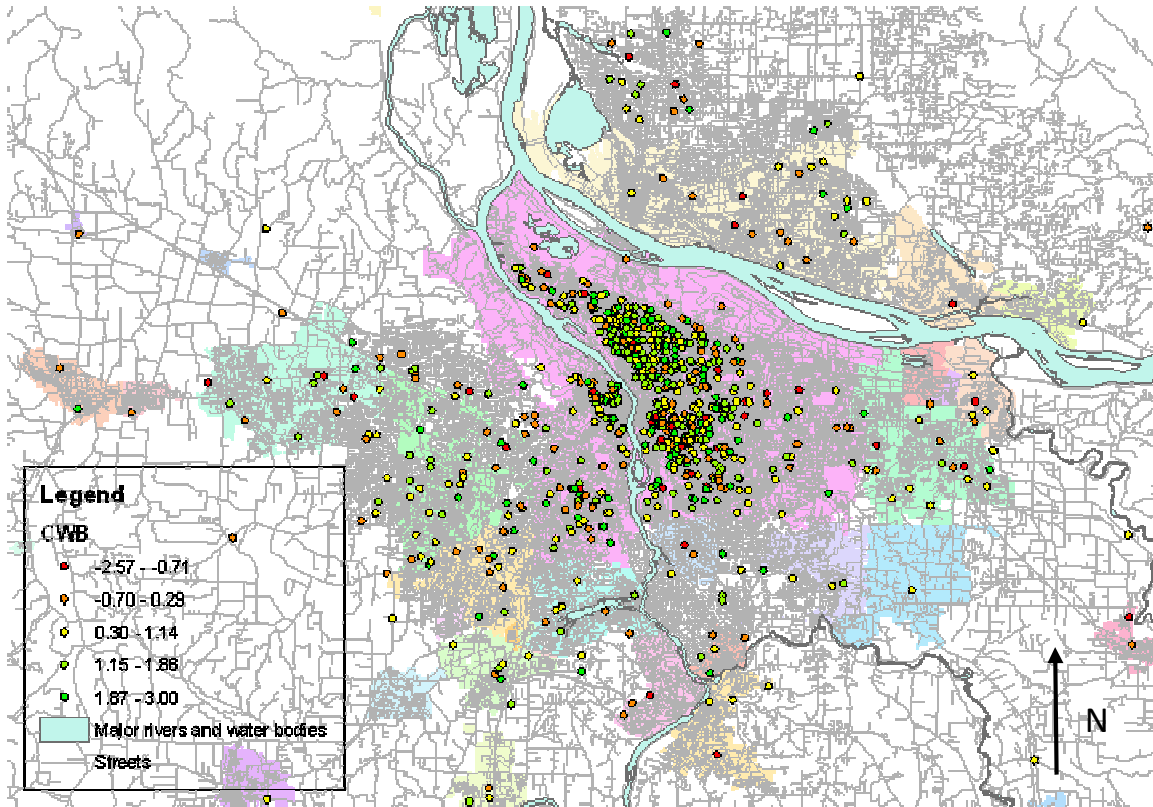 Legend
CWB
-2.57 - -0.71
-0.70 - 0.29
0.30 - 1.14
1.15 - 1.86
1.87 - 3.00
Major rivers and water bodies
Streets
N